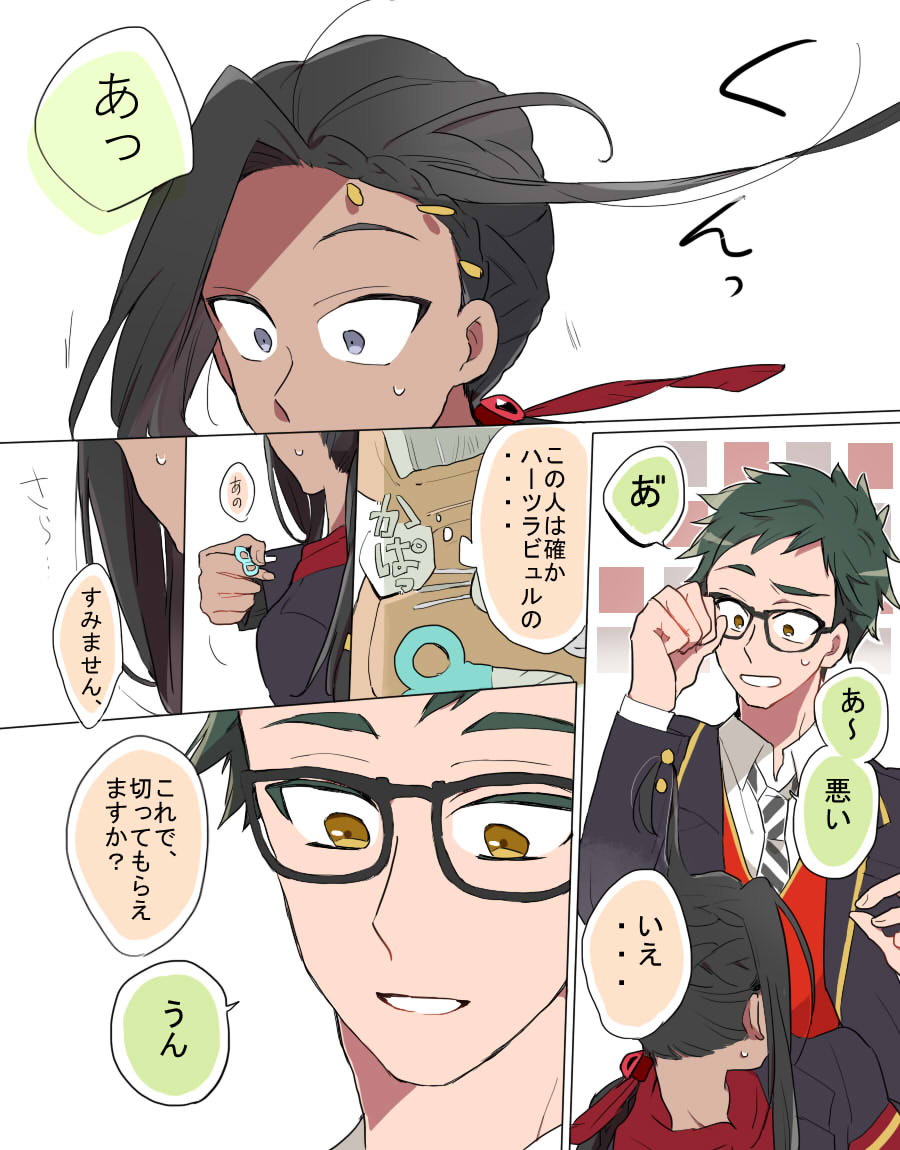 くんっ
あっ
あ゙
あ～
悪い
いえ
・・・・
この人は確か
ハーツラビュルの
・・・・
かぱっ
あの
すみません、
これで、
切ってもらえ
ますか？
うん